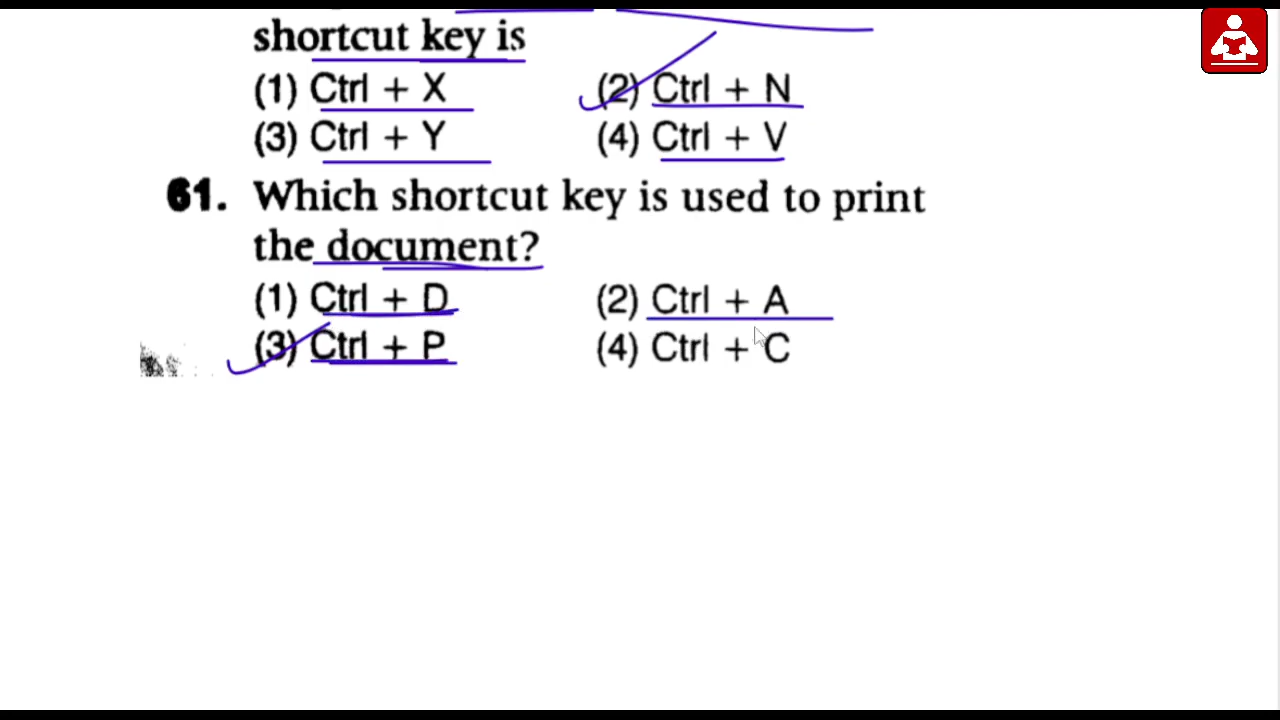 shortcut key is
(1) Ctrl + X (2) Ctrl + N
(3) Ctrl + Y (4) Ctrl + V
61. Which shortcut key is used to print
the document?
(1) Ctrl + D (2) Ctrl + A
(3) Ctrl + P (4) Ctrl + C